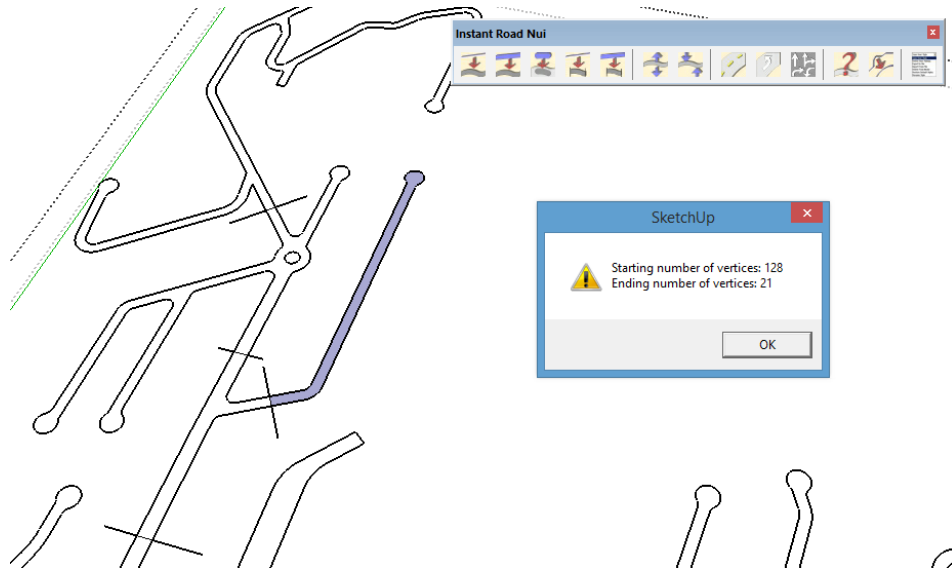 Instant Road Nui
SketchUp
Starting number of vertices: 128
Ending number of vertices: 21
OK